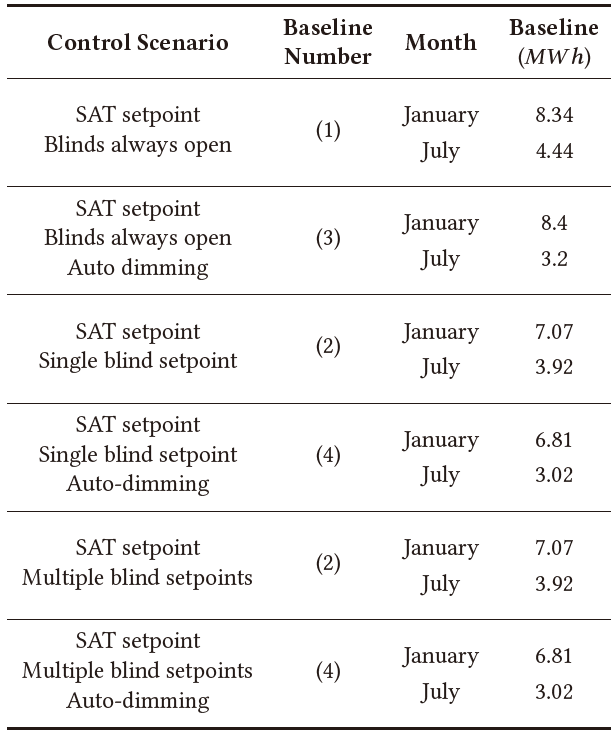 Control Scenario Baseline Number Month Baseline (MWh)
SAT setpoint
Blinds always open
(1)
January 8.34
July 4.44
SAT setpoint
Blinds always open
Auto dimming
(3)
January 8.4
July 3.2
SAT setpoint
Single blind setpoint
(2)
January 7.07
July 3.92
SAT setpoint
Single blind setpoint
Auto-dimming
(4)
January 6.81
July 3.02
SAT setpoint
Multiple blind setpoints
(2)
January 7.07
July 3.92
SAT setpoint
Multiple blind setpoints
Auto-dimming
(4)
January 6.81
July 3.02